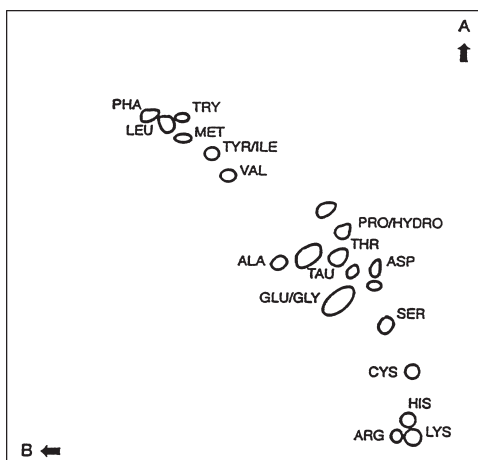 A
PHA
TRY
LEU
MET
TYR/ILE
VAL
PRO/HYDRO
THR
ALA
TAU
ASP
GLU/GLY
SER
CYS
HIS
ARG
LYS
B